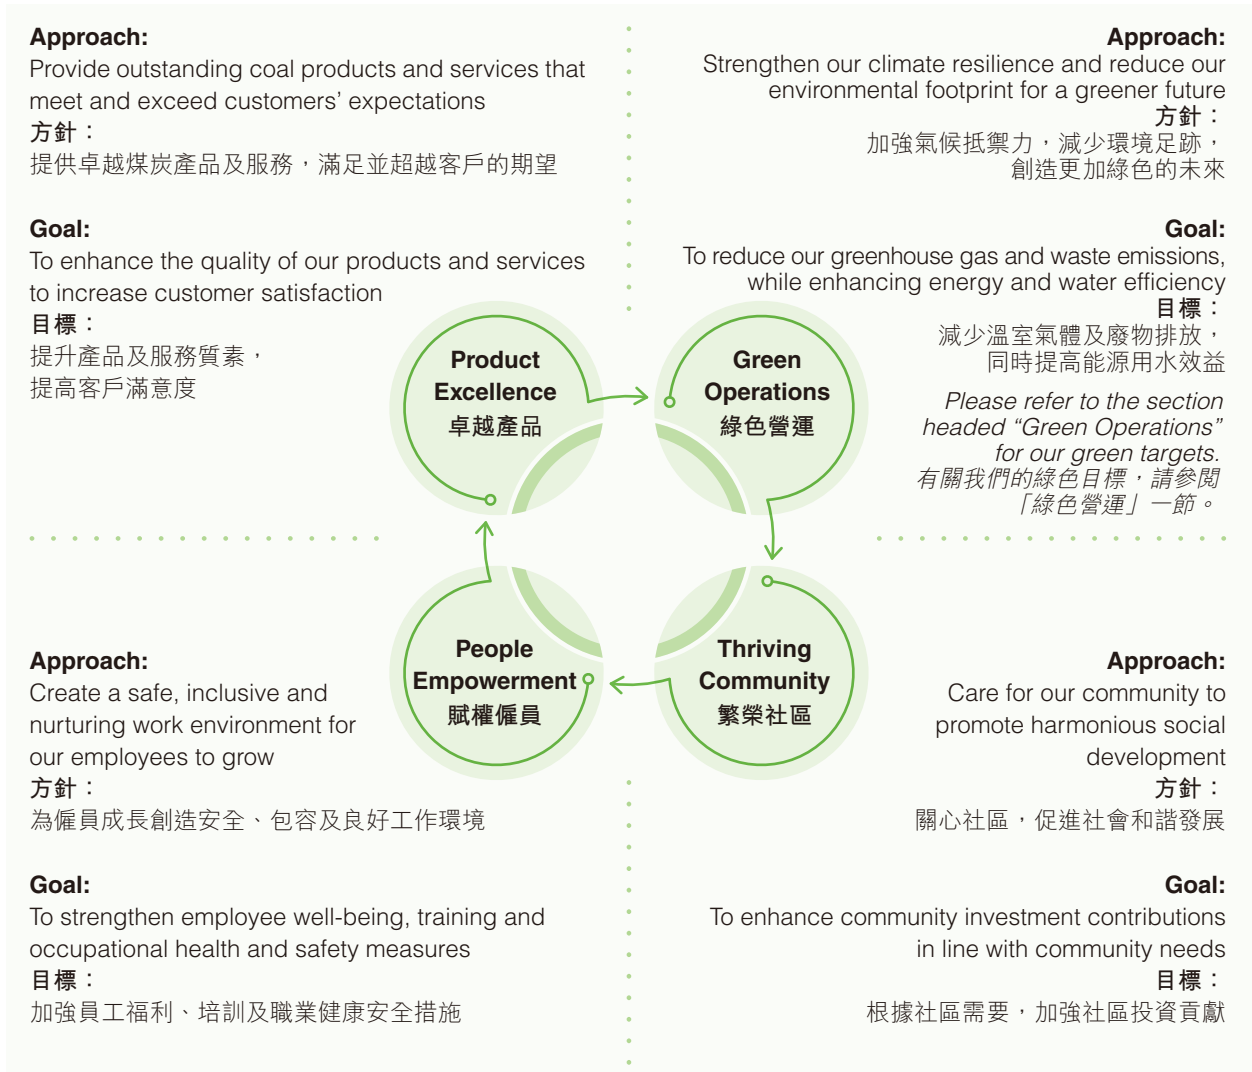 Approach:
Provide outstanding coal products and services that
meet and exceed customers’ expectations
方針：
提供卓越煤炭產品及服務，滿足並超越客戶的期望
Goal:
To enhance the quality of our products and services
to increase customer satisfaction
目標：
提升產品及服務質素，
提高客戶滿意度
Approach:
Strengthen our climate resilience and reduce our
environmental footprint for a greener future
方針：
加強氣候抵禦力，減少環境足跡，
創造更加綠色的未來
Goal:
To reduce our greenhouse gas and waste emissions,
while enhancing energy and water efficiency
目標：
減少溫室氣體及廢物排放，
同時提高能源用水效益
Please refer to the section
headed “Green Operations”
for our green targets.
有關我們的綠色目標，請參閱
「綠色營運」一節。
Product
Excellence
卓越產品
Green
Operations
綠色營運
People
Empowerment
賦權僱員
Thriving
Community
繁榮社區
Approach:
Create a safe, inclusive and
nurturing work environment for
our employees to grow
方針：
為僱員成長創造安全、包容及良好工作環境
Goal:
To strengthen employee well-being, training and
occupational health and safety measures
目標：
加強員工福利、培訓及職業健康安全措施
Approach:
Care for our community to
promote harmonious social
development
方針：
關心社區，促進社會和諧發展
Goal:
To enhance community investment contributions
in line with community needs
目標：
根據社區需要，加強社區投資貢獻